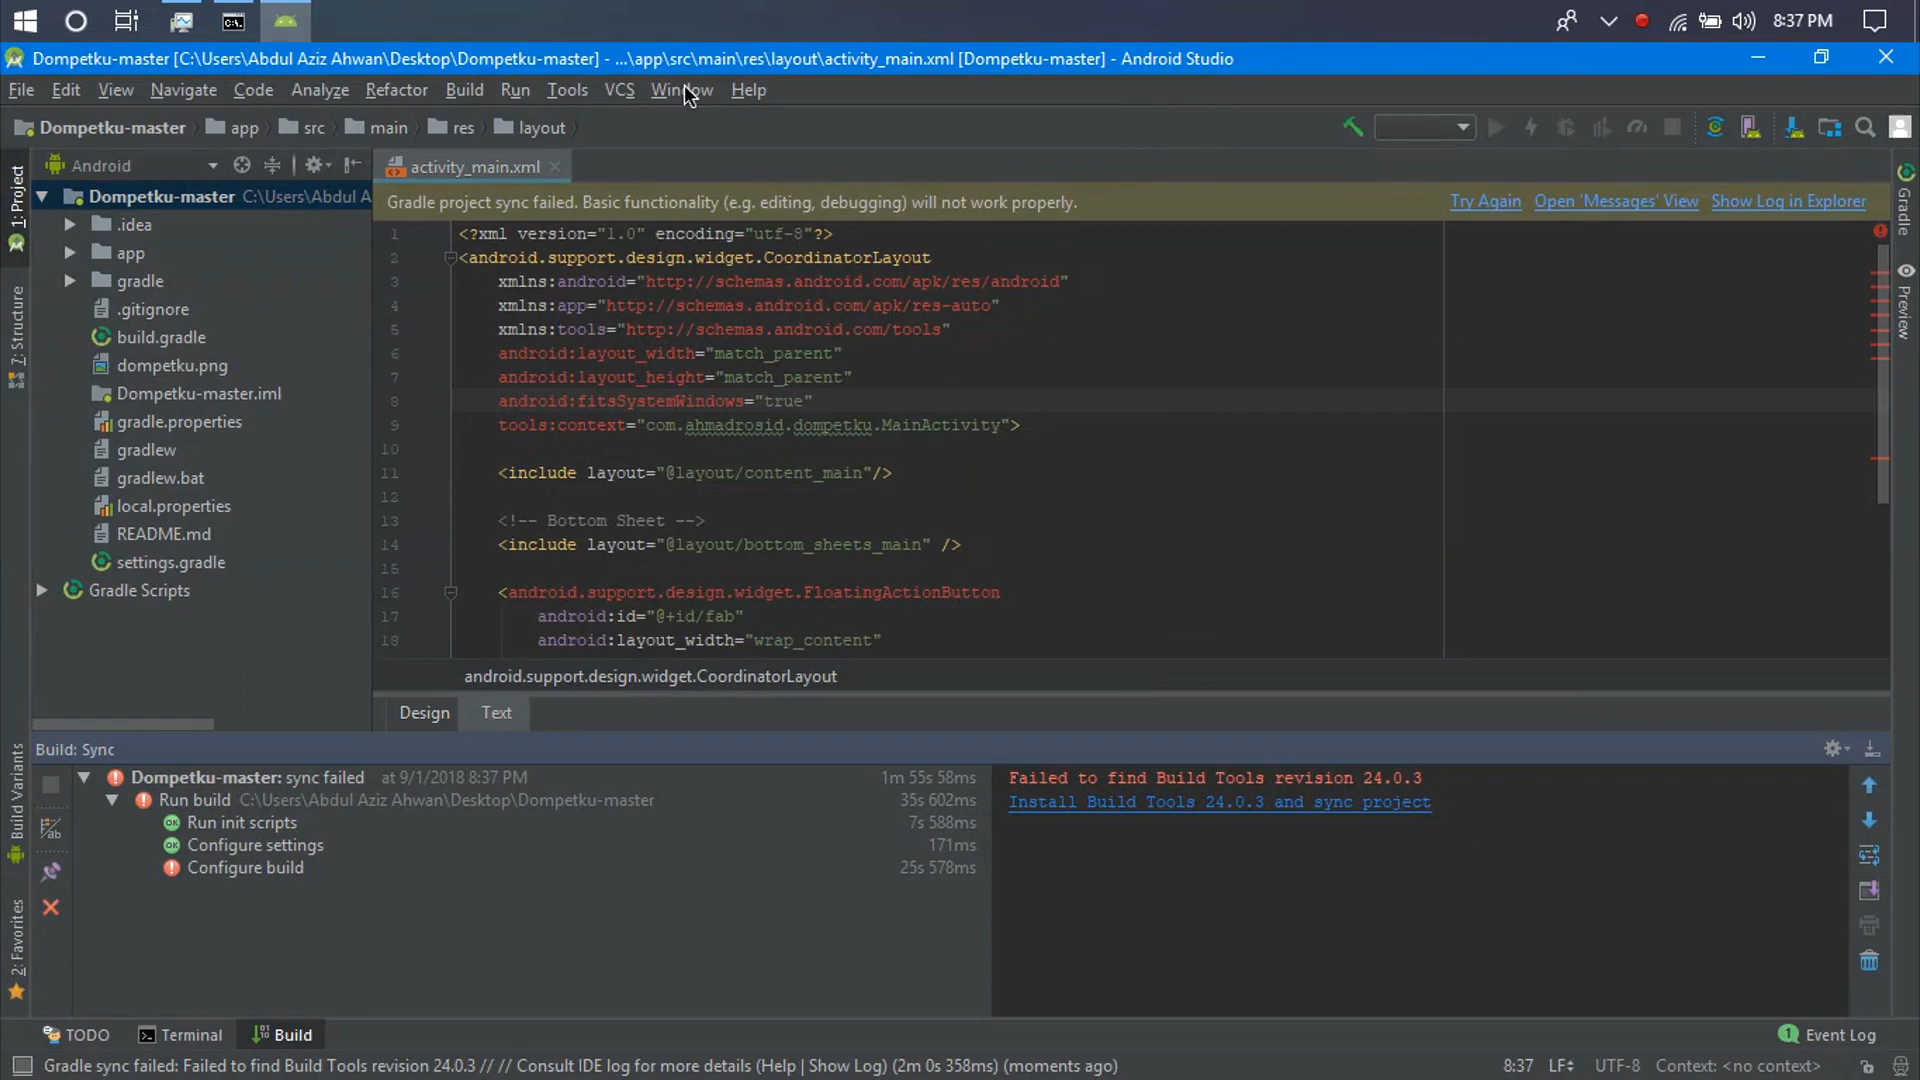 8:37 PM
Dompetku-master [C:\Users\Abdul Aziz Ahwan\Desktop\Dompetku-master] - ...\app\src\main\res\layout\activity_main.xml [Dompetku-master] - Android Studio
File Edit View Navigate Code Analyze Refactor Build Run Tools VCS Window Help
Dompetku-master app src main res layout
1: Project
7: Structure
Build Variants
2: Favorites
Android
Dompetku-master C:\Users\Abdul A
.idea
app
gradle
.gitignore
build.gradle
dompetku.png
Dompetku-master.iml
gradle.properties
gradlew
gradlew.bat
local.properties
README.md
settings.gradle
Gradle Scripts
activity_main.xml
Gradle project sync failed. Basic functionality (e.g. editing, debugging) will not work properly. Try Again Open 'Messages' View Show Log in Explorer
1 <?xml version="1.0" encoding="utf-8"?>
2 <android.support.design.widget.CoordinatorLayout
3 xmlns:android="http://schemas.android.com/apk/res/android"
4 xmlns:app="http://schemas.android.com/apk/res-auto"
5 xmlns:tools="http://schemas.android.com/tools"
6 android:layout_width="match_parent"
7 android:layout_height="match_parent"
8 android:fitsSystemWindows="true"
9 tools:context="com.ahmadrosid.dompetku.MainActivity">
10
11 <include layout="@layout/content_main"/>
12
13 <!-- Bottom Sheet -->
14 <include layout="@layout/bottom_sheets_main" />
15
16 <android.support.design.widget.FloatingActionButton
17 android:id="@+id/fab"
18 android:layout_width="wrap_content"
android.support.design.widget.CoordinatorLayout
Design Text
Gradle
Preview
Build: Sync
Dompetku-master: sync failed at 9/1/2018 8:37 PM 1m 55s 58ms
Run build C:\Users\Abdul Aziz Ahwan\Desktop\Dompetku-master 35s 602ms
Run init scripts 7s 588ms
Configure settings 171ms
Configure build 25s 578ms
Failed to find Build Tools revision 24.0.3
Install Build Tools 24.0.3 and sync project
TODO Terminal Build 1 Event Log
Gradle sync failed: Failed to find Build Tools revision 24.0.3 // // Consult IDE log for more details (Help | Show Log) (2m 0s 358ms) (moments ago) 8:37 LF UTF-8 Context: <no context>